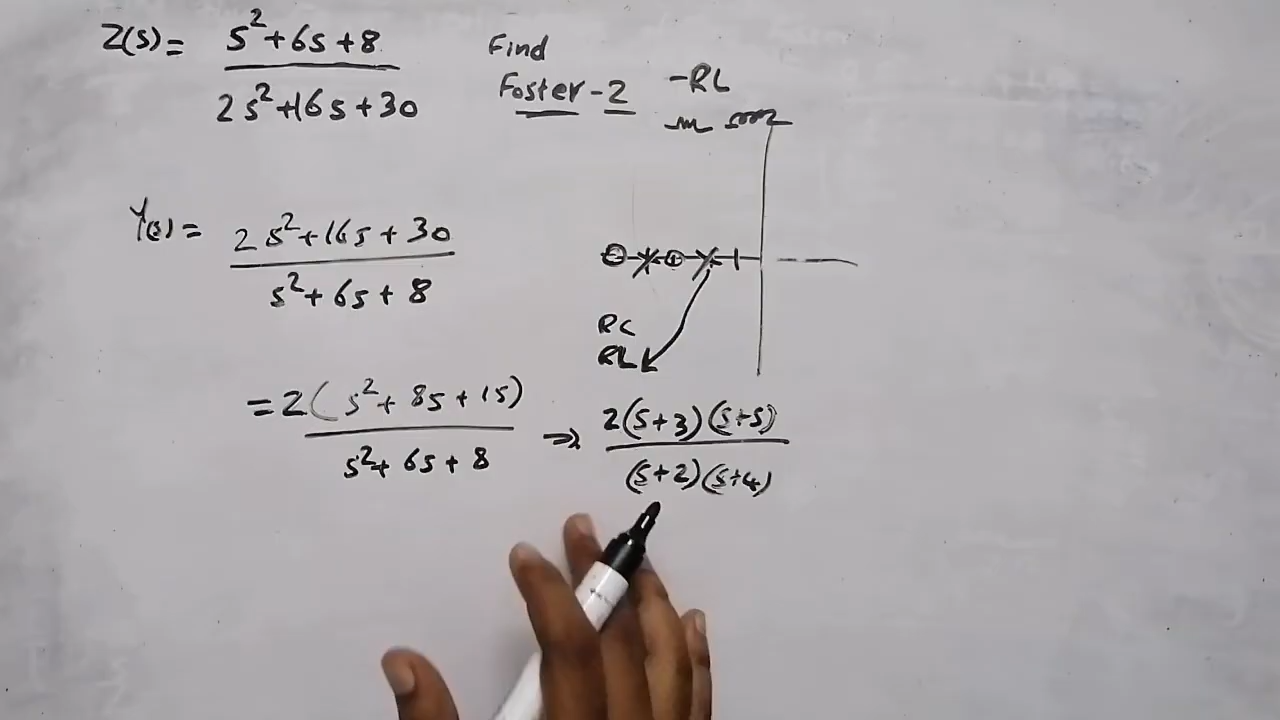 Z(S) = s²+6s+8 / 2s²+16s+30
Find
Foster-2
-RL
Y(s) = 2s²+16s+30 / s²+6s+8
RC
RL
= 2(s²+8s+15) / s²+6s+8 ⇒ 2(s+3)(s+5) / (s+2)(s+4)